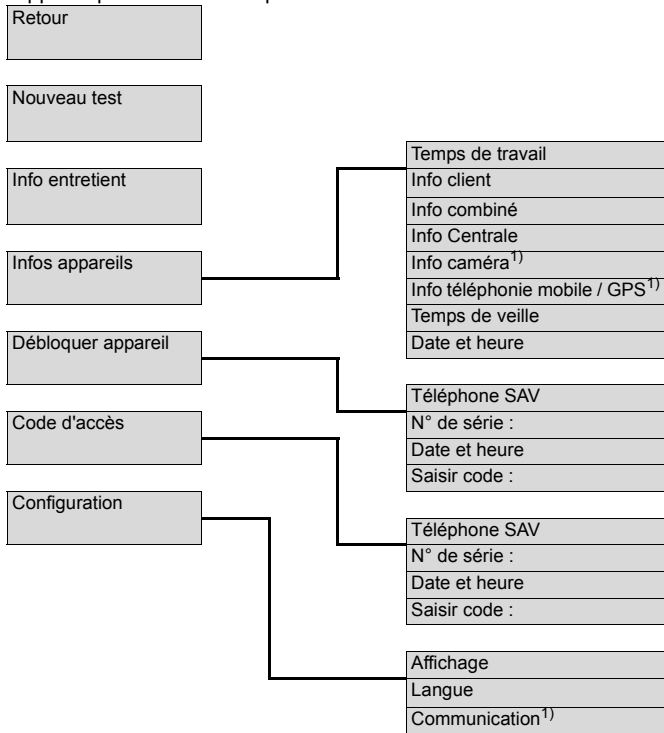 Retour
Nouveau test
Info entretient
Infos appareils
Débloquer appareil
Code d'accès
Configuration
Temps de travail
Info client
Info combiné
Info Centrale
Info caméra1)
Info téléphonie mobile / GPS1)
Temps de veille
Date et heure
Téléphone SAV
N° de série :
Date et heure
Saisir code :
Téléphone SAV
N° de série :
Date et heure
Saisir code :
Affichage
Langue
Communication1)